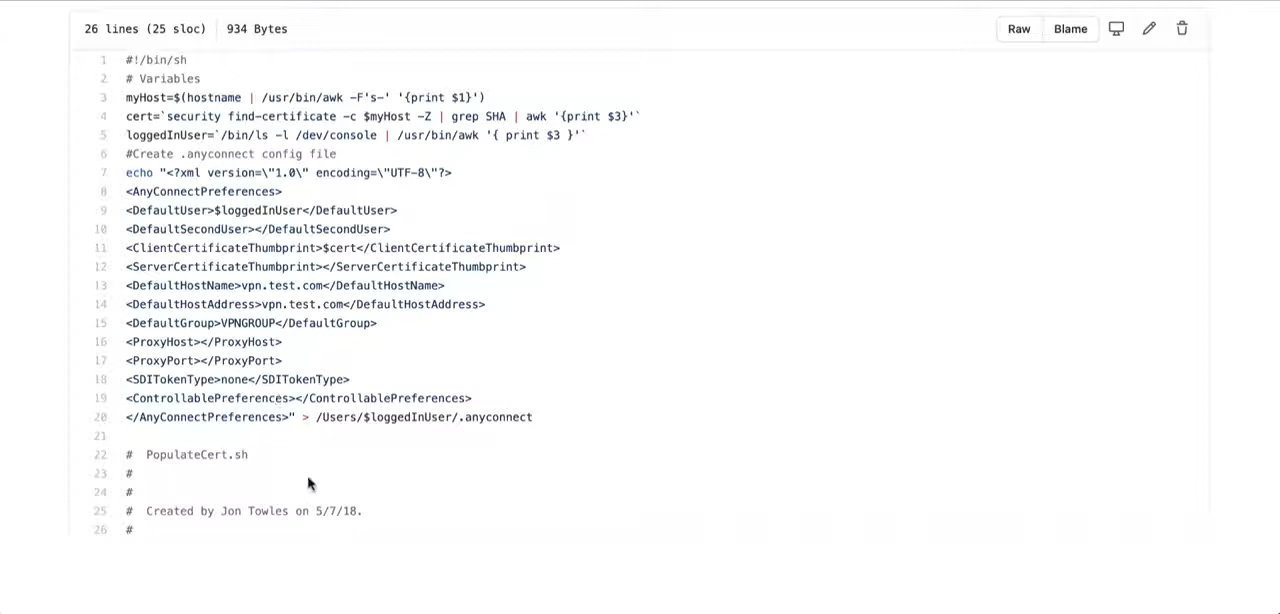 26 lines (25 sloc) 934 Bytes Raw Blame
1 #!/bin/sh
2 # Variables
3 myHost=$(hostname | /usr/bin/awk -F's-' '{print $1}')
4 cert=`security find-certificate -c $myHost -Z | grep SHA | awk '{print $3}'`
5 loggedInUser=`/bin/ls -l /dev/console | /usr/bin/awk '{ print $3 }'`
6 #Create .anyconnect config file
7 echo "<?xml version=\"1.0\" encoding=\"UTF-8\"?>
8 <AnyConnectPreferences>
9 <DefaultUser>$loggedInUser</DefaultUser>
10 <DefaultSecondUser></DefaultSecondUser>
11 <ClientCertificateThumbprint>$cert</ClientCertificateThumbprint>
12 <ServerCertificateThumbprint></ServerCertificateThumbprint>
13 <DefaultHostName>vpn.test.com</DefaultHostName>
14 <DefaultHostAddress>vpn.test.com</DefaultHostAddress>
15 <DefaultGroup>VPNGROUP</DefaultGroup>
16 <ProxyHost></ProxyHost>
17 <ProxyPort></ProxyPort>
18 <SDITokenType>none</SDITokenType>
19 <ControllablePreferences></ControllablePreferences>
20 </AnyConnectPreferences>" > /Users/$loggedInUser/.anyconnect
21
22 #  PopulateCert.sh
23 #
24 #
25 #  Created by Jon Towles on 5/7/18.
26 #